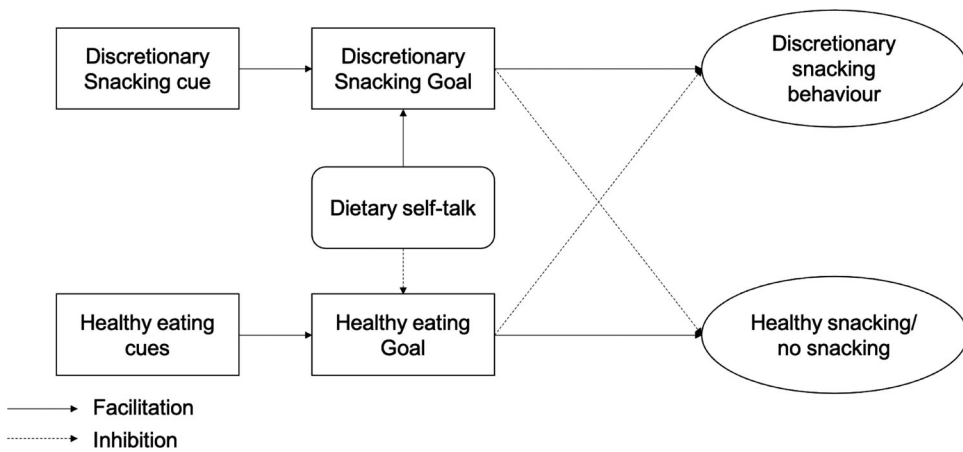 Discretionary
Snacking cue
Discretionary
Snacking Goal
Discretionary
snacking
behaviour
Dietary self-talk
Healthy eating
cues
Healthy eating
Goal
Healthy snacking/
no snacking
Facilitation
Inhibition